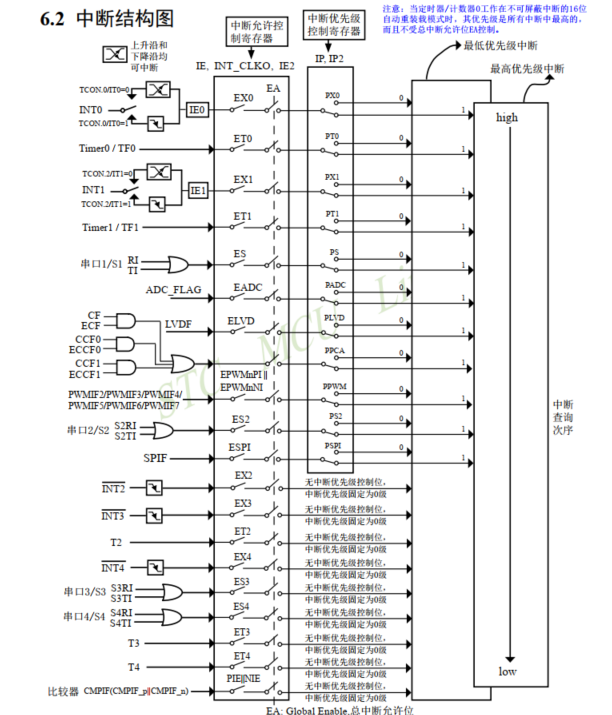 6.2 中断结构图
注意：当定时器/计数器0工作在不可屏蔽中断的16位
自动重装载模式时，其优先级是所有中断中最高的，
而且不受总中断允许位EA控制。
上升沿和
下降沿均
可中断
中断允许控
制寄存器
中断优先级
控制寄存器
IE, INT_CLKO, IE2
IP, IP2
最低优先级中断
最高优先级中断
EA
TCON.0/IT0=0
INT0
TCON.0/IT0=1
IE0
EX0
PX0
0
1
high
Timer0 / TF0
ET0
PT0
0
1
TCON.2/IT1=0
INT1
TCON.2/IT1=1
IE1
EX1
PX1
0
1
Timer1 / TF1
ET1
PT1
0
1
串口1/S1
RI
TI
ES
PS
0
1
ADC_FLAG
EADC
PADC
0
1
LVDF
ELVD
PLVD
0
1
CF
ECF
CCF0
ECCF0
CCF1
ECCF1
PPCA
0
1
PWMIF2/PWMIF3/PWMIF4/
PWMIF5/PWMIF6/PWMIF7
EPWMnPI ||
EPWMnNI
PPWM
0
1
串口2/S2
S2RI
S2TI
ES2
PS2
0
1
SPIF
ESPI
PSPI
0
1
中断
查询
次序
INT2
EX2
无中断优先级控制位，
中断优先级固定为0级
INT3
EX3
无中断优先级控制位，
中断优先级固定为0级
T2
ET2
无中断优先级控制位，
中断优先级固定为0级
INT4
EX4
无中断优先级控制位，
中断优先级固定为0级
串口3/S3
S3RI
S3TI
ES3
无中断优先级控制位，
中断优先级固定为0级
串口4/S4
S4RI
S4TI
ES4
无中断优先级控制位，
中断优先级固定为0级
T3
ET3
无中断优先级控制位，
中断优先级固定为0级
T4
ET4
无中断优先级控制位，
中断优先级固定为0级
比较器 CMPIF(CMPIF_p||CMPIF_n)
PIE||NIE
无中断优先级控制位，
中断优先级固定为0级
low
EA: Global Enable,总中断允许位
STC MCU Li